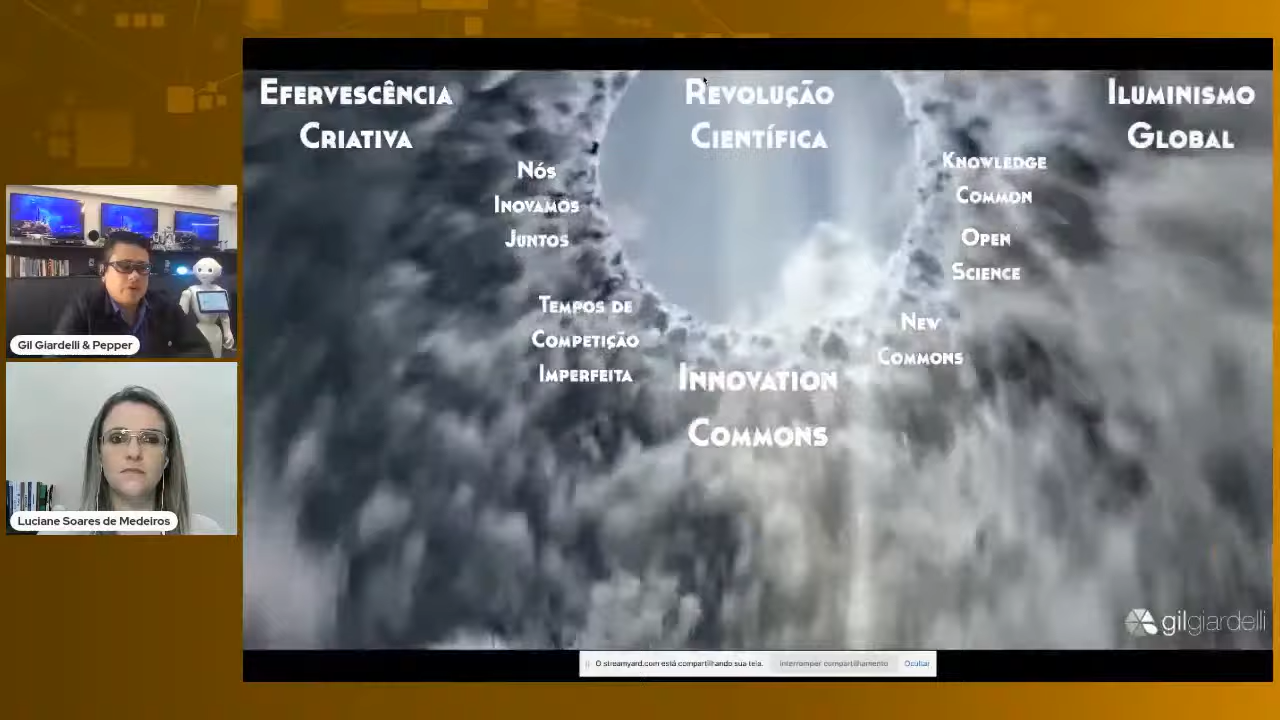 Efervescência
Criativa
Revolução
Científica
Iluminismo
Global
Nós
Inovamos
Juntos
Knowledge
Common
Open
Science
Tempos de
Competição
Imperfeita
New
Commons
Innovation
Commons
Gil Giardelli & Pepper
Luciane Soares de Medeiros
gilgiardelli
O streamyard.com está compartilhando sua tela.
Interromper compartilhamento
Ocultar